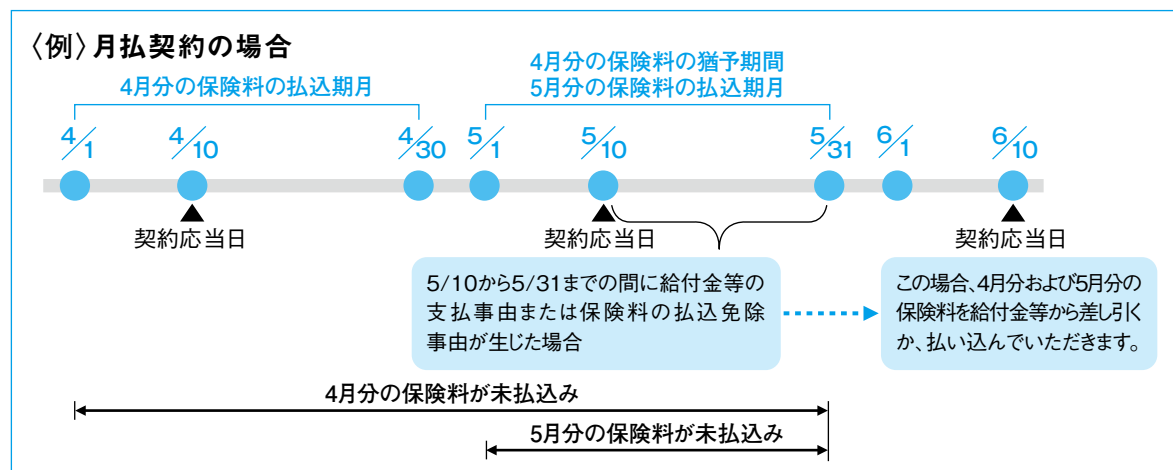 〈例〉月払契約の場合
4月分の保険料の払込期月
4月分の保険料の猶予期間
5月分の保険料の払込期月
4/1
4/10
4/30
5/1
5/10
5/31
6/1
6/10
契約応当日
契約応当日
契約応当日
5/10から5/31までの間に給付金等の
支払事由または保険料の払込免除
事由が生じた場合
この場合、4月分および5月分の
保険料を給付金等から差し引く
か、払い込んでいただきます。
4月分の保険料が未払込み
5月分の保険料が未払込み